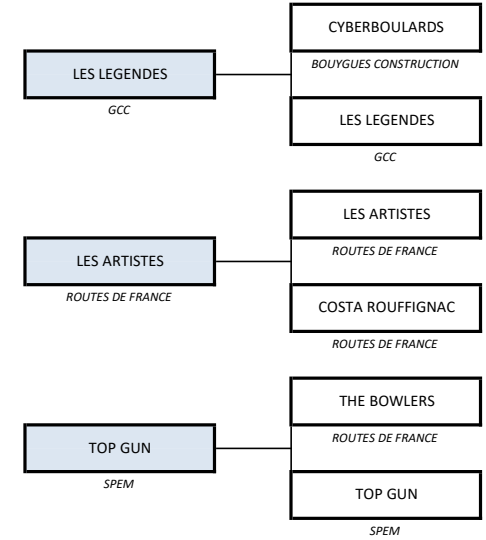 CYBERBOULARDS
BOUYGUES CONSTRUCTION
LES LEGENDES
GCC
LES LEGENDES
GCC
LES ARTISTES
ROUTES DE FRANCE
LES ARTISTES
ROUTES DE FRANCE
COSTA ROUFFIGNAC
ROUTES DE FRANCE
THE BOWLERS
ROUTES DE FRANCE
TOP GUN
SPEM
TOP GUN
SPEM